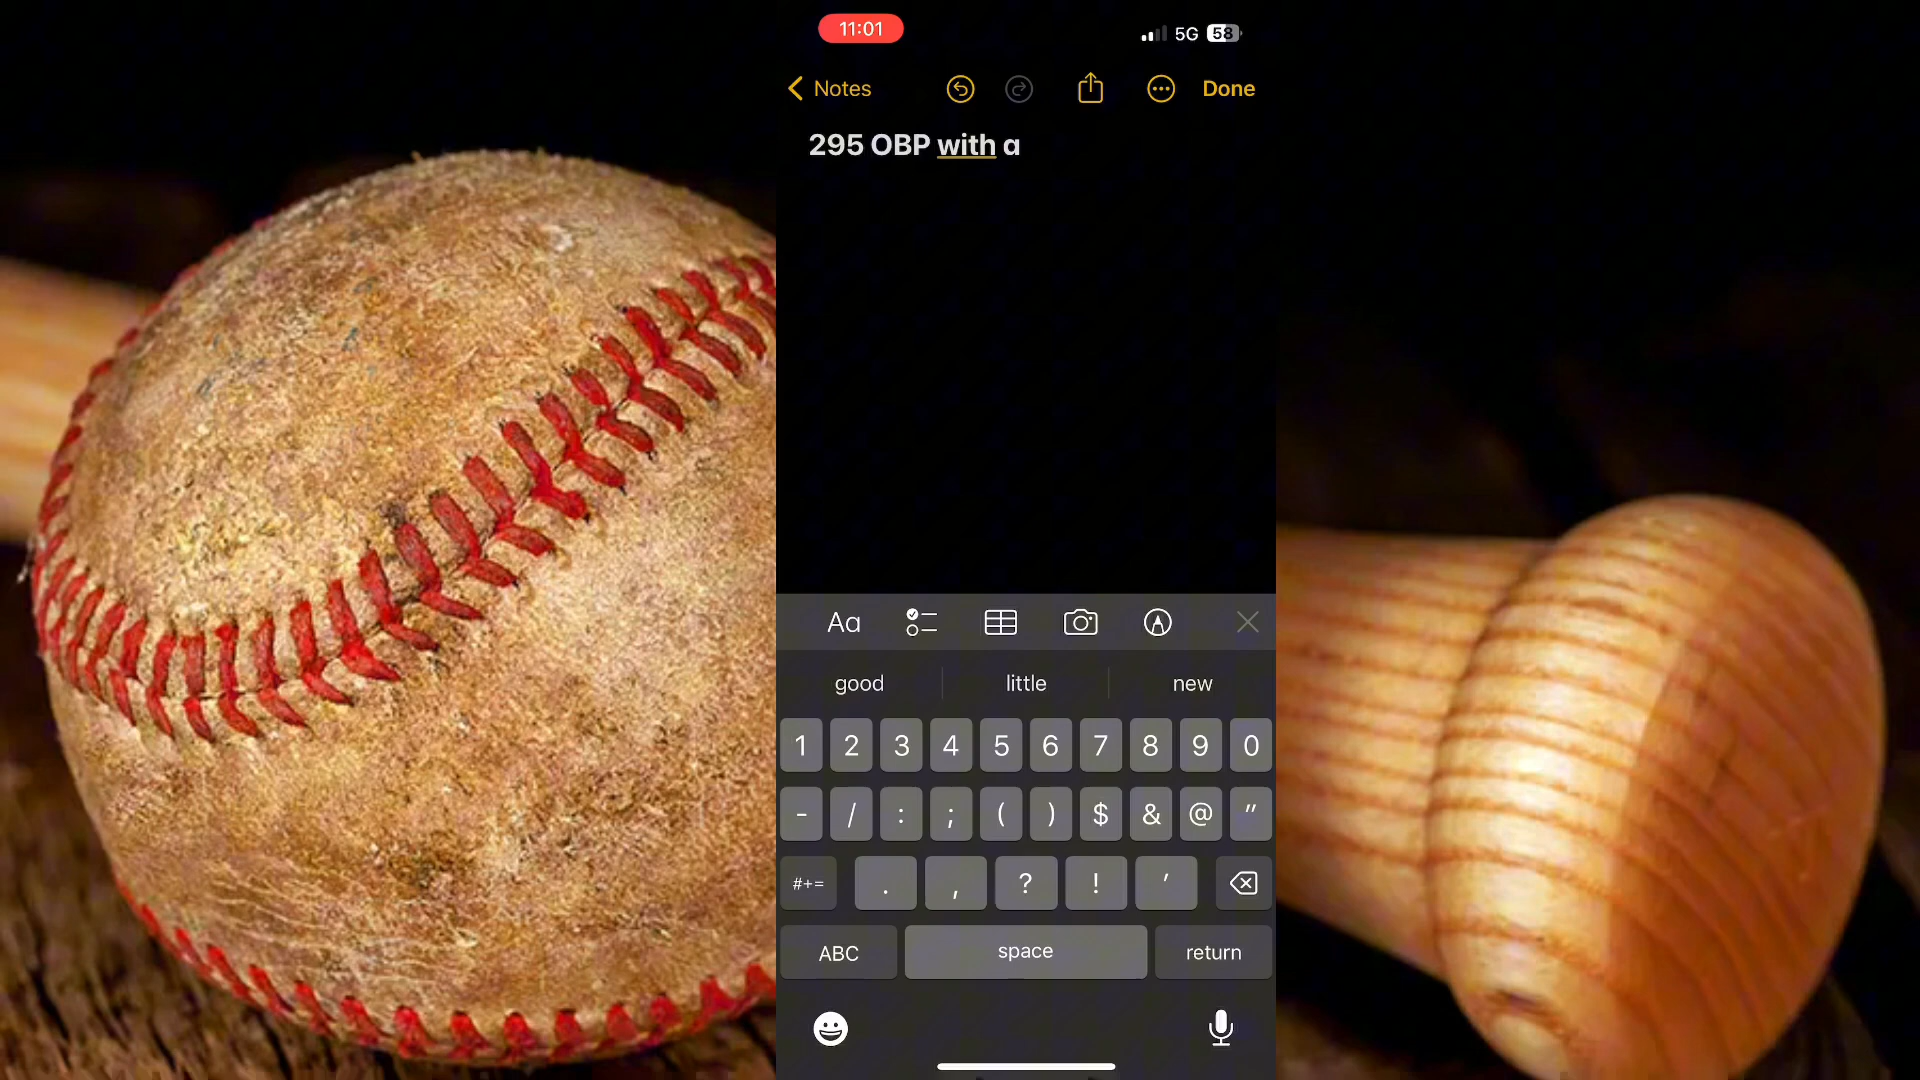 11:01
5G 58
Notes Done
295 OBP with a
Aa
good little new
1 2 3 4 5 6 7 8 9 0
- / : ; ( ) $ & @ "
#+= . , ? ! '
ABC space return